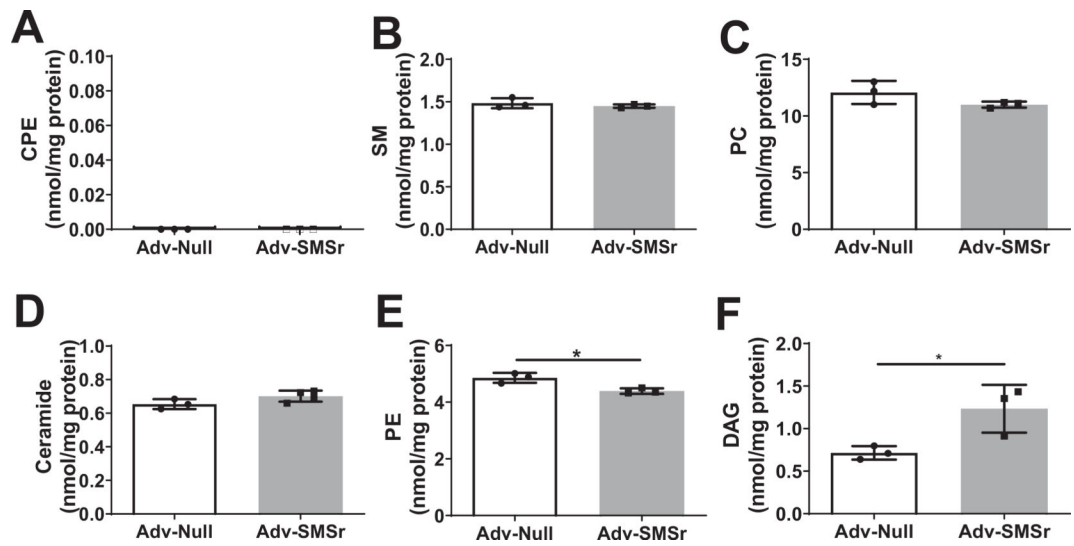 A
CPE
(nmol/mg protein)
0.10
0.08
0.06
0.04
0.02
0.00
Adv-Null Adv-SMSr
B
SM
(nmol/mg protein)
2.0
1.5
1.0
0.5
0.0
Adv-Null Adv-SMSr
C
PC
(nmol/mg protein)
15
10
5
0
Adv-Null Adv-SMSr
D
Ceramide
(nmol/mg protein)
1.0
0.8
0.6
0.4
0.2
0.0
Adv-Null Adv-SMSr
E
PE
(nmol/mg protein)
6
4
2
0
*
Adv-Null Adv-SMSr
F
DAG
(nmol/mg protein)
2.0
1.5
1.0
0.5
0.0
*
Adv-Null Adv-SMSr